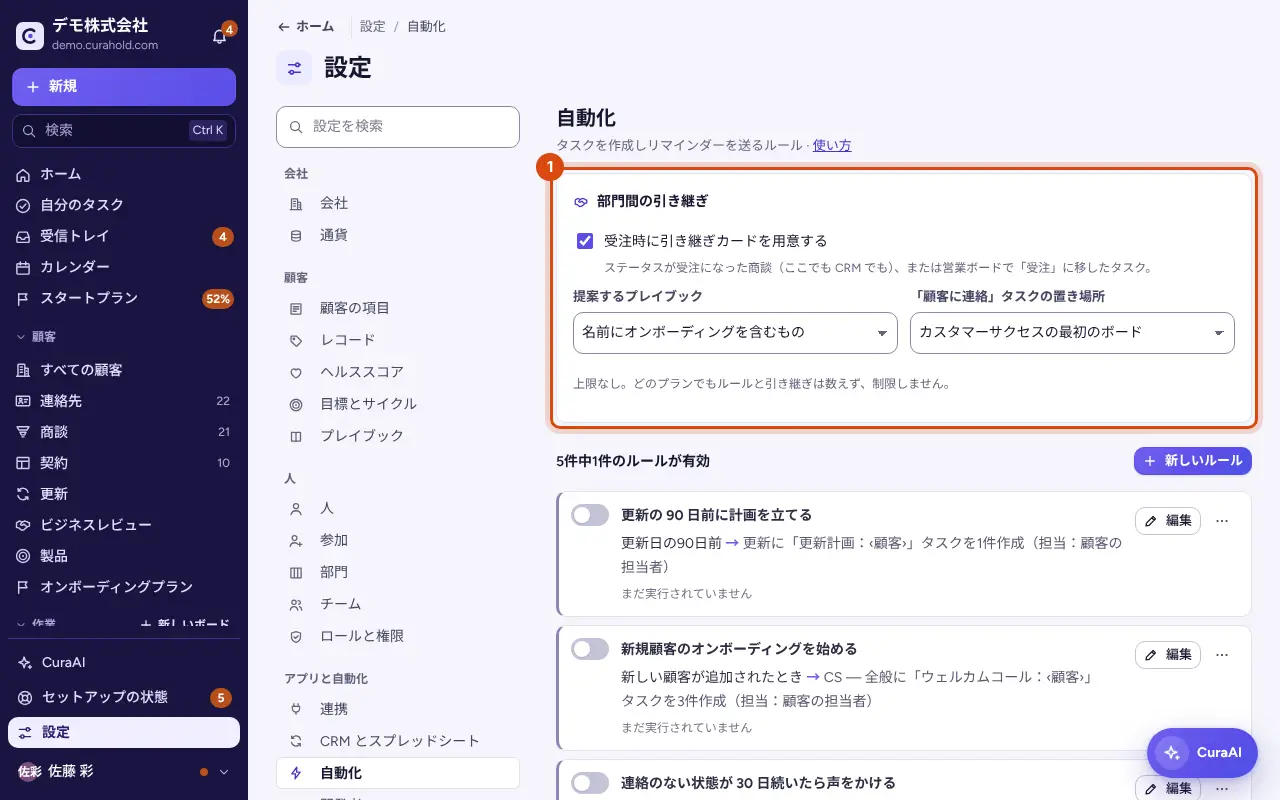 デモ株式会社
demo.curahold.com
4
新規
検索
Ctrl K
ホーム
自分のタスク
受信トレイ
4
カレンダー
スタートプラン
52%
顧客
すべての顧客
連絡先
22
商談
21
契約
10
更新
ビジネスレビュー
製品
オンボーディングプラン
作業
新しいボード
CuraAI
セットアップの状態
5
設定
佐彩
佐藤 彩
← ホーム
設定 / 自動化
設定
設定を検索
会社
会社
通貨
顧客
顧客の項目
レコード
ヘルススコア
目標とサイクル
プレイブック
人
人
参加
部門
チーム
ロールと権限
アプリと自動化
連携
CRM とスプレッドシート
自動化
自動化
タスクを作成しリマインダーを送るルール · 使い方
1
部門間の引き継ぎ
受注時に引き継ぎカードを用意する
ステータスが受注になった商談（ここでも CRM でも）、または営業ボードで「受注」に移したタスク。
提案するプレイブック
「顧客に連絡」タスクの置き場所
名前にオンボーディングを含むもの
カスタマーサクセスの最初のボード
上限なし。どのプランでもルールと引き継ぎは数えず、制限しません。
5件中1件のルールが有効
新しいルール
更新の 90 日前に計画を立てる
編集
更新日の90日前 → 更新に「更新計画：‹顧客›」タスクを1件作成（担当：顧客の
担当者）
まだ実行されていません
新規顧客のオンボーディングを始める
編集
新しい顧客が追加されたとき → CS — 全般に「ウェルカムコール：‹顧客›」
タスクを3件作成（担当：顧客の担当者）
まだ実行されていません
CuraAI
連絡のない状態が 30 日続いたら声をかける
編集